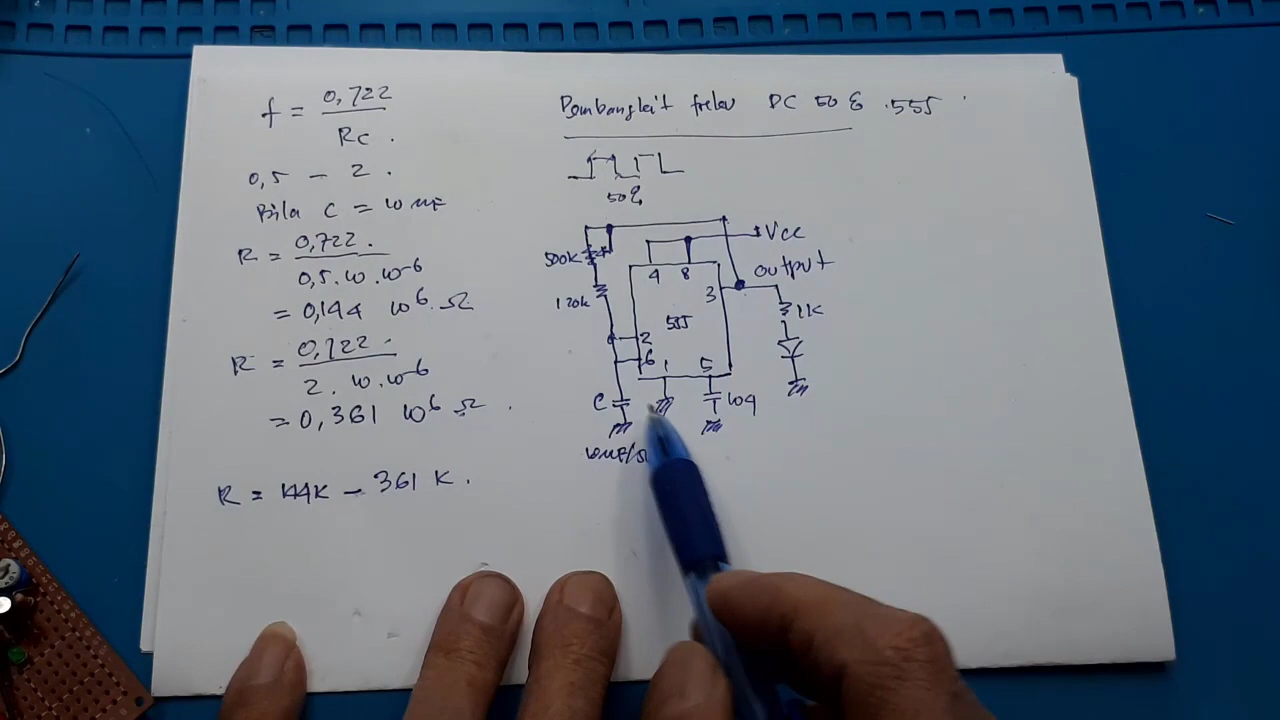 f = 0,722 / RC .
0,5 – 2 .
Bila C = 10 uF
R = 0,722 . / 0,5 . 10 . 10-6
= 0,144 10^6 . Ω
R = 0,722 . / 2 . 10 . 10-6
= 0,361 10^6 Ω .
R = 144K – 361 K .
Pembangkit freku DC 50 % .555
50%
500K
Vcc
4 8
output
120K
3
1K
555
2
6
1 5
C
104
10uF/